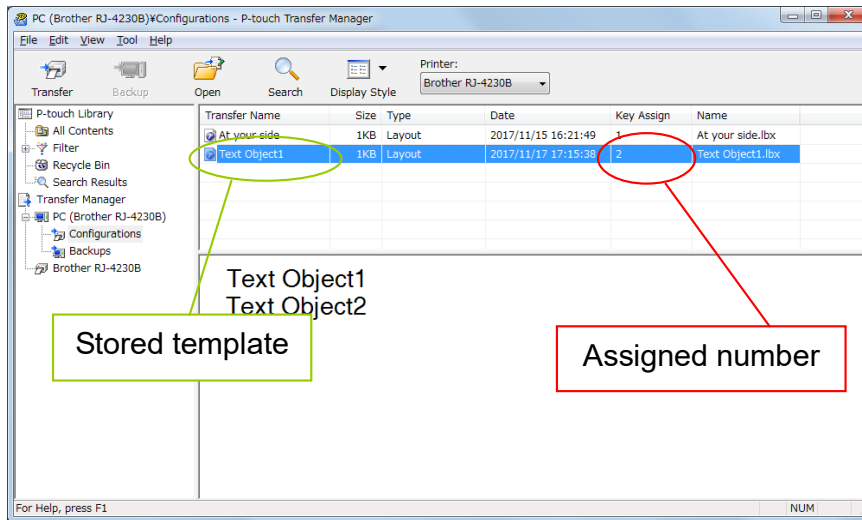 PC (Brother RJ-4230B)¥Configurations - P-touch Transfer Manager
File Edit View Tool Help
Transfer Backup Open Search Display Style Printer:
Brother RJ-4230B
P-touch Library
All Contents
Filter
Recycle Bin
Search Results
Transfer Manager
PC (Brother RJ-4230B)
Configurations
Backups
Brother RJ-4230B
Transfer Name Size Type Date Key Assign Name
At your side 1KB Layout 2017/11/15 16:21:49 1 At your side.lbx
Text Object1 1KB Layout 2017/11/17 17:15:38 2 Text Object1.lbx
Text Object1
Text Object2
Stored template
Assigned number
For Help, press F1 NUM